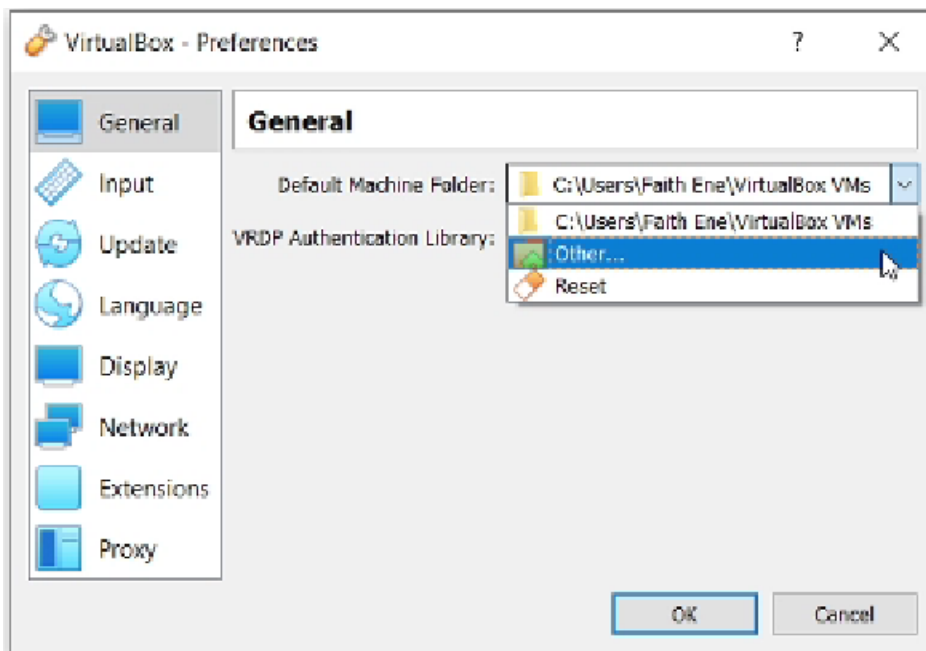 VirtualBox - Preferences ? ×
General
Input
Update
Language
Display
Network
Extensions
Proxy
General
Default Machine Folder: C:\Users\Faith Ene\VirtualBox VMs
C:\Users\Faith Ene\VirtualBox VMs
VRDP Authentication Library:
Other...
Reset
OK Cancel